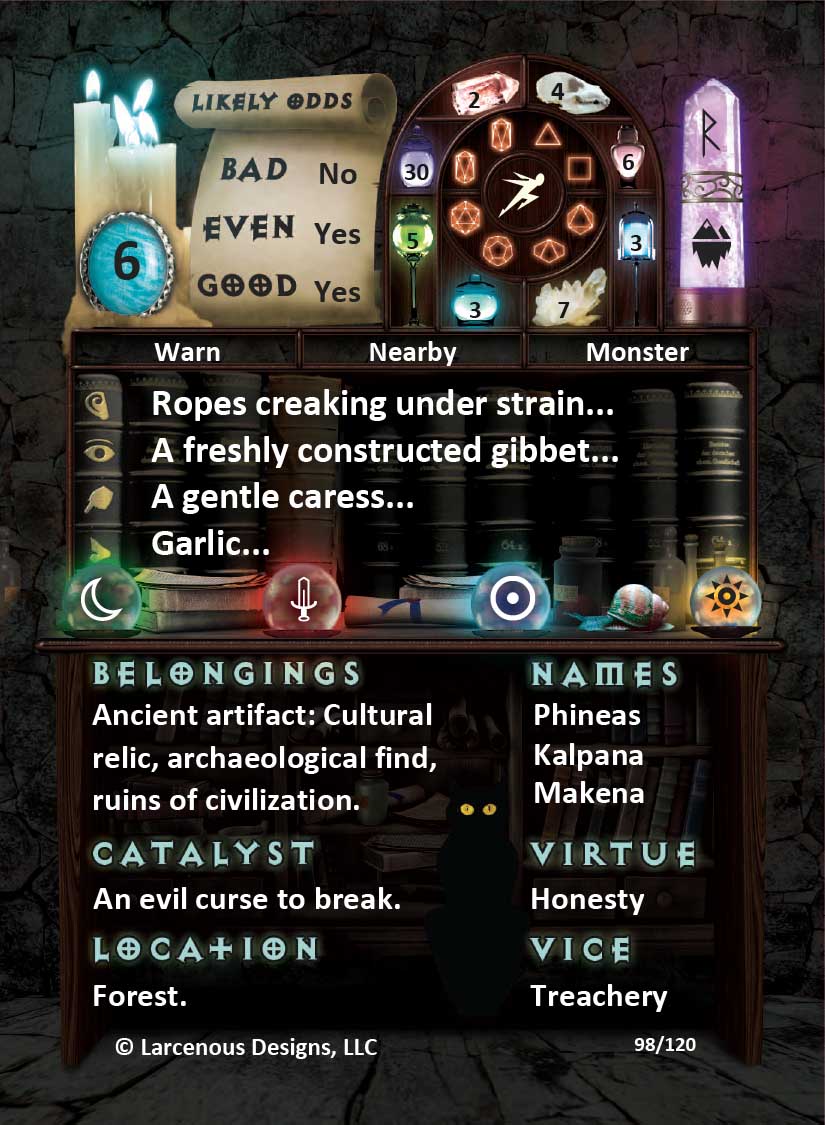 LIKELY ODDS
BAD No
EVEN Yes
GOOD Yes
6
2
4
30
6
5
3
3
7
Warn Nearby Monster
Ropes creaking under strain...
A freshly constructed gibbet...
A gentle caress...
Garlic...
BELONGINGS
Ancient artifact: Cultural
relic, archaeological find,
ruins of civilization.
NAMES
Phineas
Kalpana
Makena
CATALYST
An evil curse to break.
VIRTUE
Honesty
LOCATION
Forest.
VICE
Treachery
© Larcenous Designs, LLC
98/120